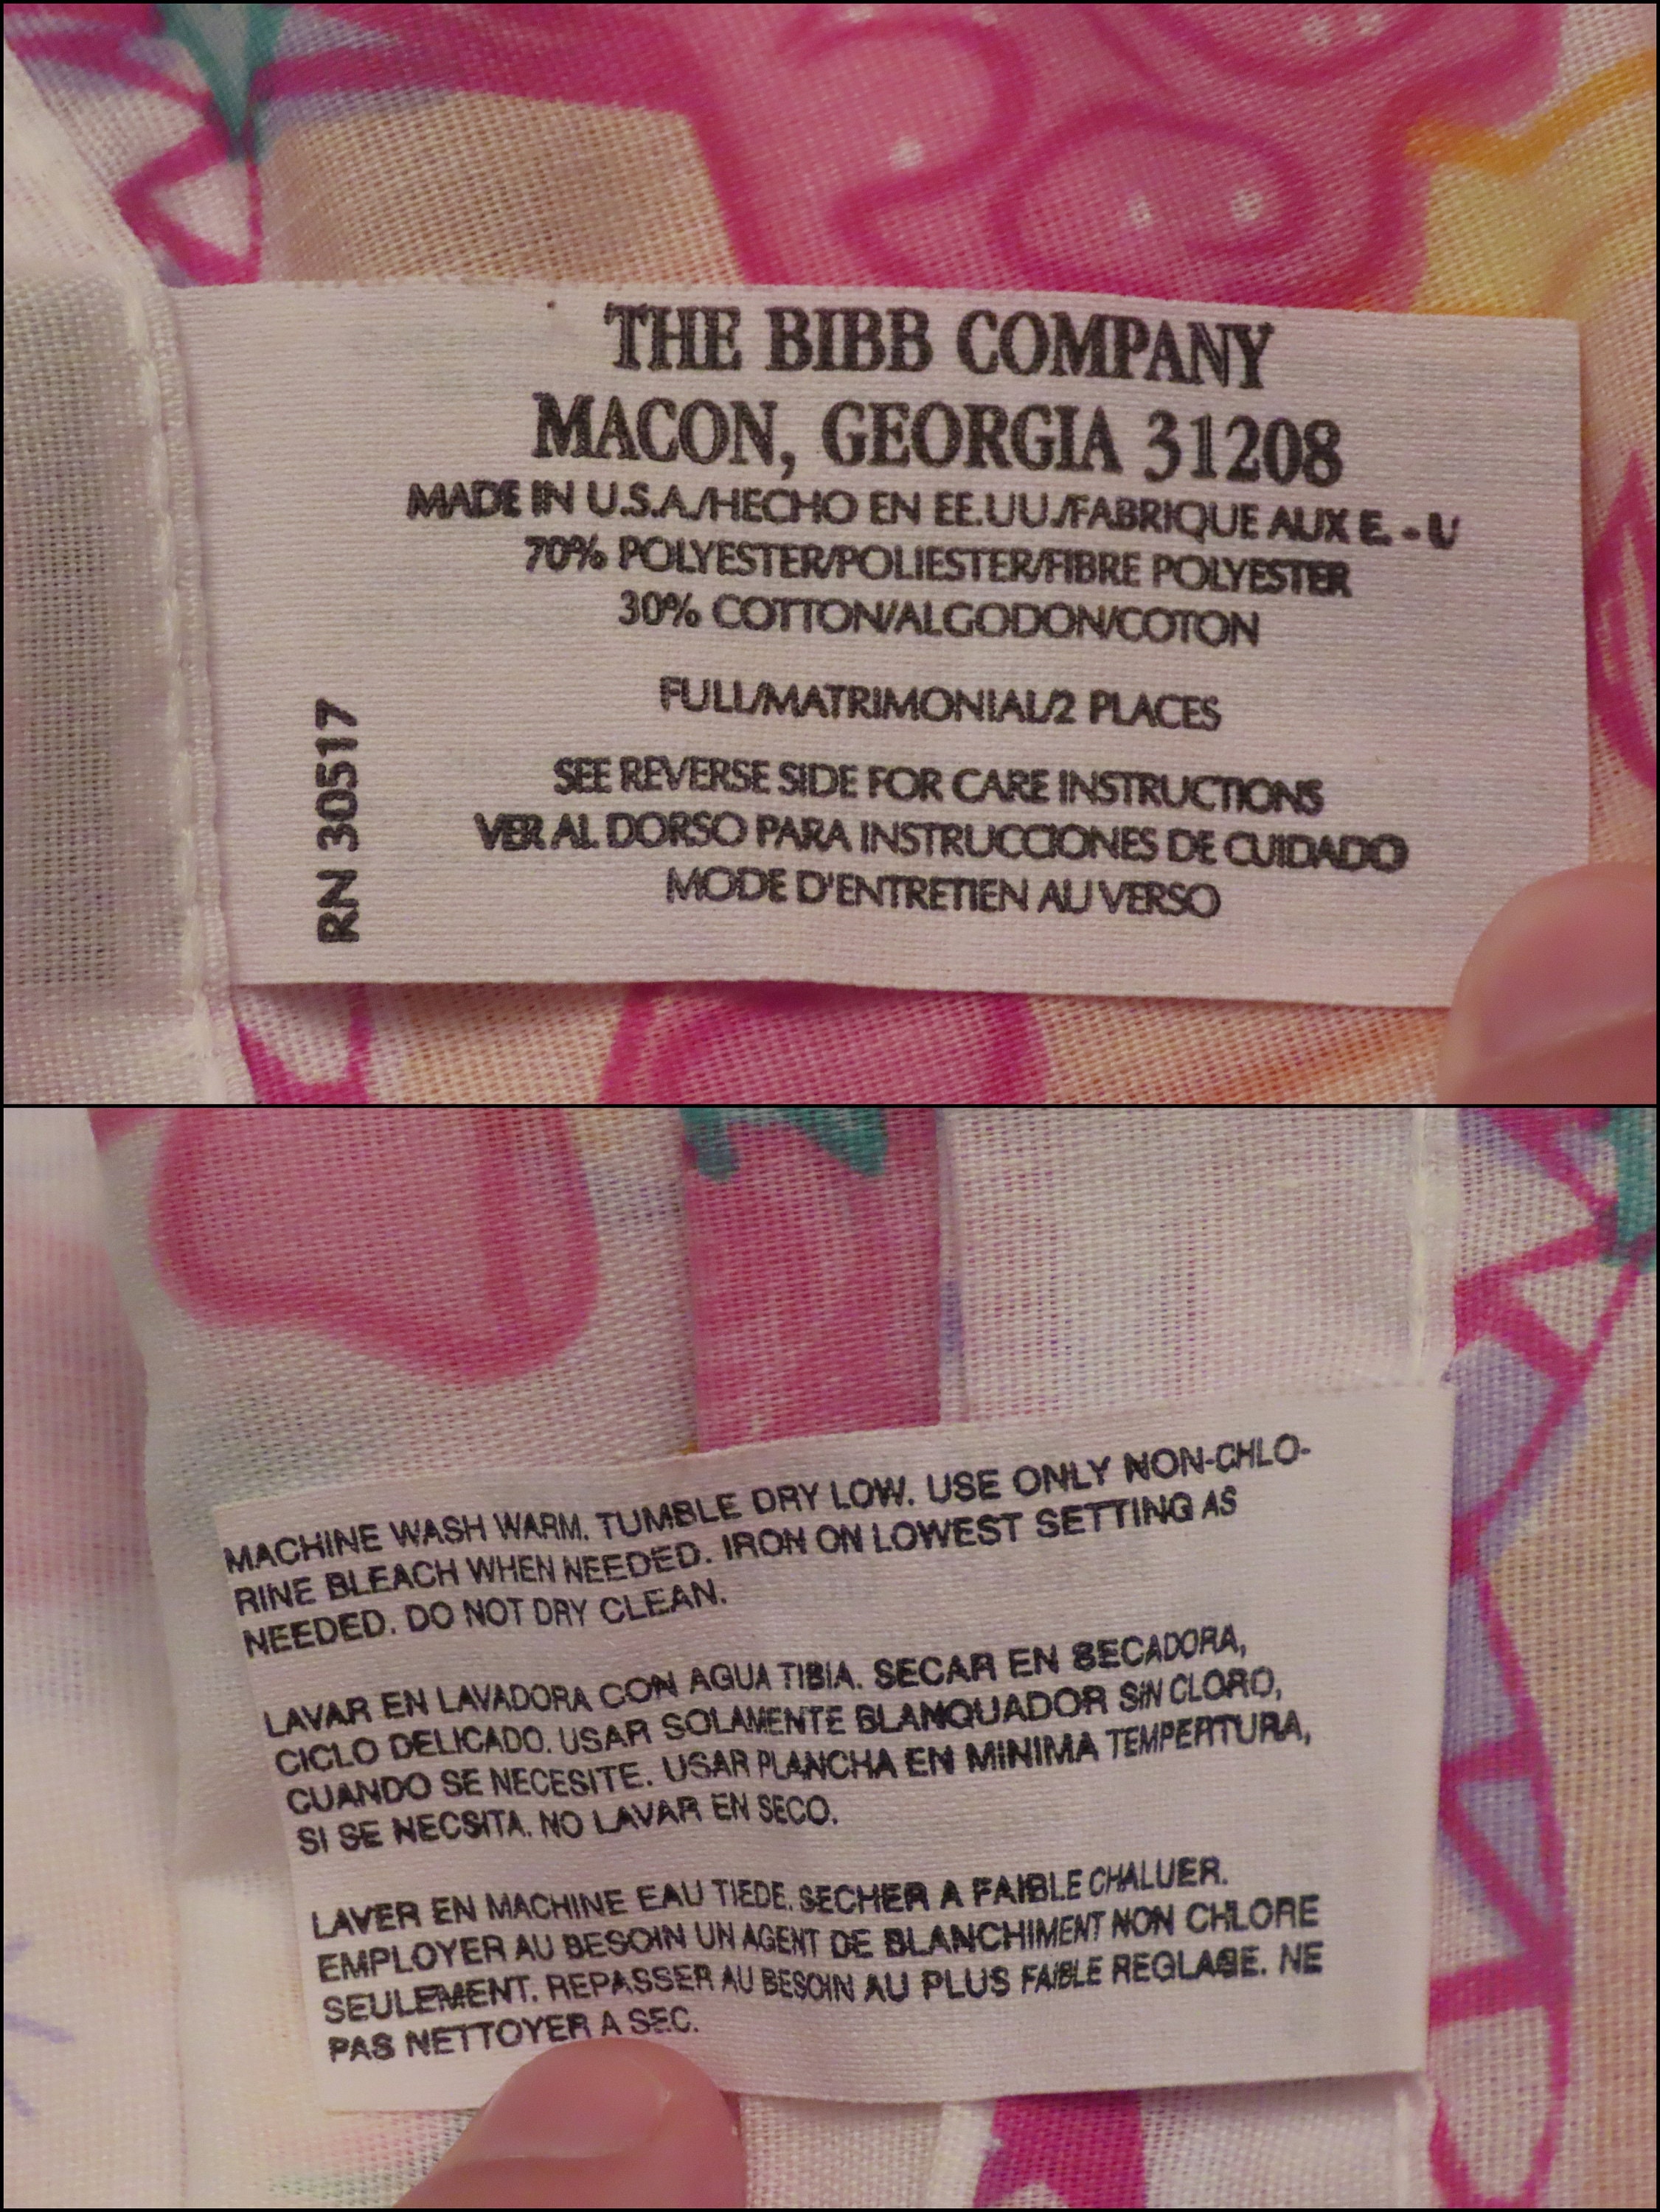 THE BIBB COMPANY
MACON, GEORGIA 31208
MADE IN U.S.A./HECHO EN EE.UU./FABRIQUE AUX E. - U
70% POLYESTER/POLIESTER/FIBRE POLYESTER
30% COTTON/ALGODON/COTON
FULL/MATRIMONIAL/2 PLACES
SEE REVERSE SIDE FOR CARE INSTRUCTIONS
VER AL DORSO PARA INSTRUCCIONES DE CUIDADO
MODE D'ENTRETIEN AU VERSO
RN 30517
MACHINE WASH WARM. TUMBLE DRY LOW. USE ONLY NON-CHLO-
RINE BLEACH WHEN NEEDED. IRON ON LOWEST SETTING AS
NEEDED. DO NOT DRY CLEAN.
LAVAR EN LAVADORA CON AGUA TIBIA. SECAR EN SECADORA,
CICLO DELICADO. USAR SOLAMENTE BLANQUADOR SIN CLORO,
CUANDO SE NECESITE. USAR PLANCHA EN MINIMA TEMPERTURA,
SI SE NECSITA. NO LAVAR EN SECO.
LAVER EN MACHINE EAU TIEDE. SECHER A FAIBLE CHALUER.
EMPLOYER AU BESOIN UN AGENT DE BLANCHIMENT NON CHLORE
SEULEMENT. REPASSER AU BESOIN AU PLUS FAIBLE REGLAGE. NE
PAS NETTOYER A SEC.